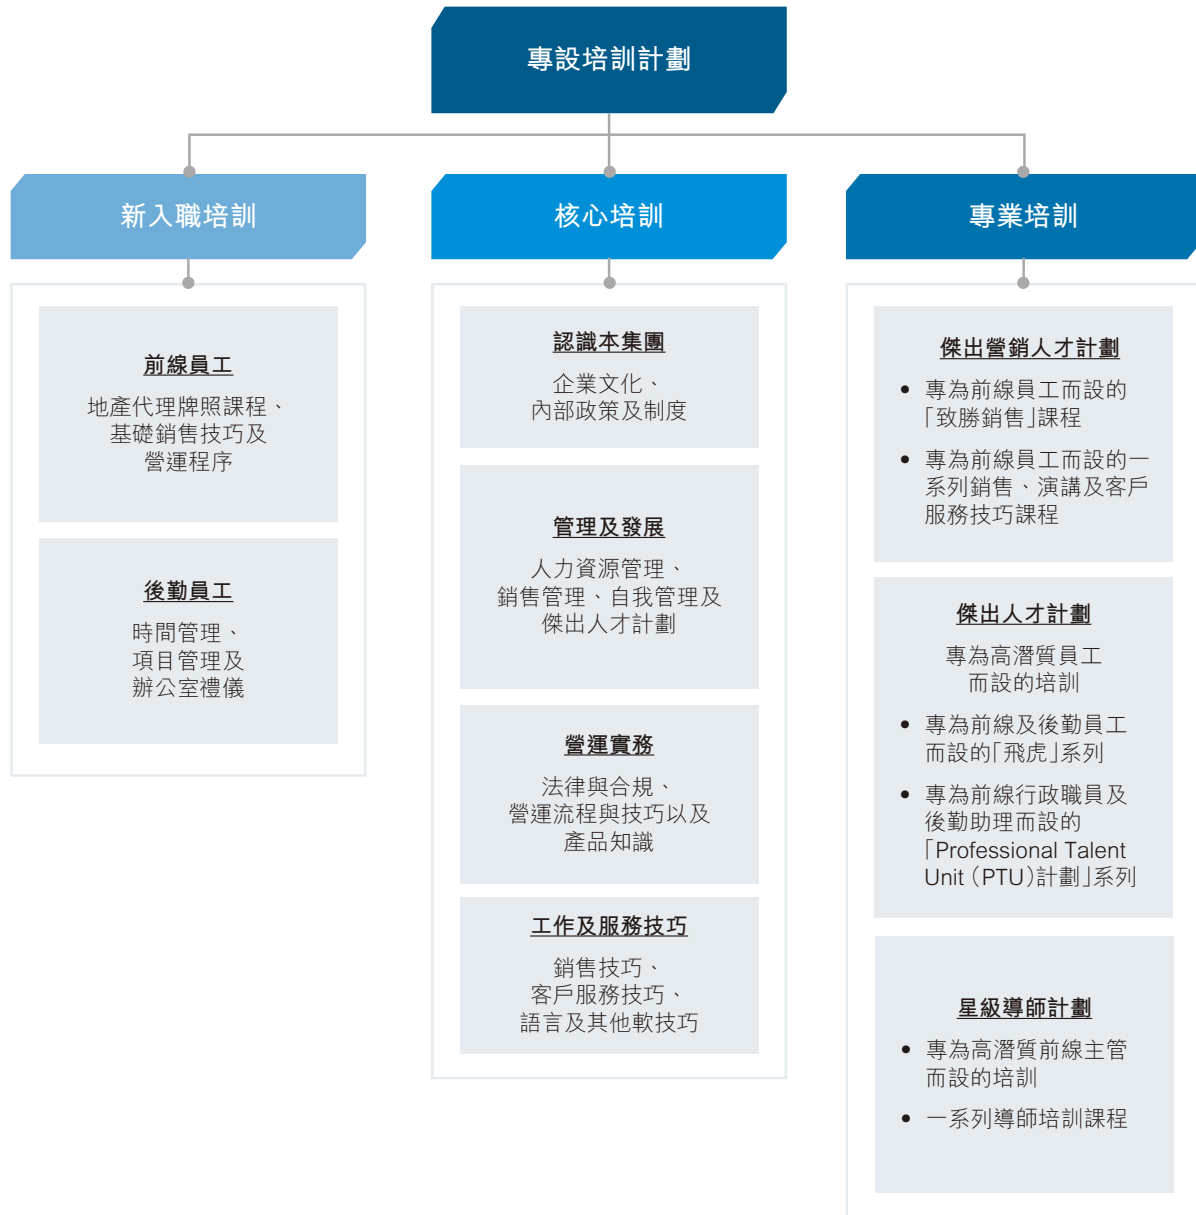 專設培訓計劃
新入職培訓
前線員工
地產代理牌照課程、
基礎銷售技巧及
營運程序
後勤員工
時間管理、
項目管理及
辦公室禮儀
核心培訓
認識本集團
企業文化、
內部政策及制度
管理及發展
人力資源管理、
銷售管理、自我管理及
傑出人才計劃
營運實務
法律與合規、
營運流程與技巧以及
產品知識
工作及服務技巧
銷售技巧、
客戶服務技巧、
語言及其他軟技巧
專業培訓
傑出營銷人才計劃
• 專為前線員工而設的
「致勝銷售」課程
• 專為前線員工而設的一
系列銷售、演講及客戶
服務技巧課程
傑出人才計劃
專為高潛質員工
而設的培訓
• 專為前線及後勤員工
而設的「飛虎」系列
• 專為前線行政職員及
後勤助理而設的
「Professional Talent
Unit（PTU）計劃」系列
星級導師計劃
• 專為高潛質前線主管
而設的培訓
• 一系列導師培訓課程